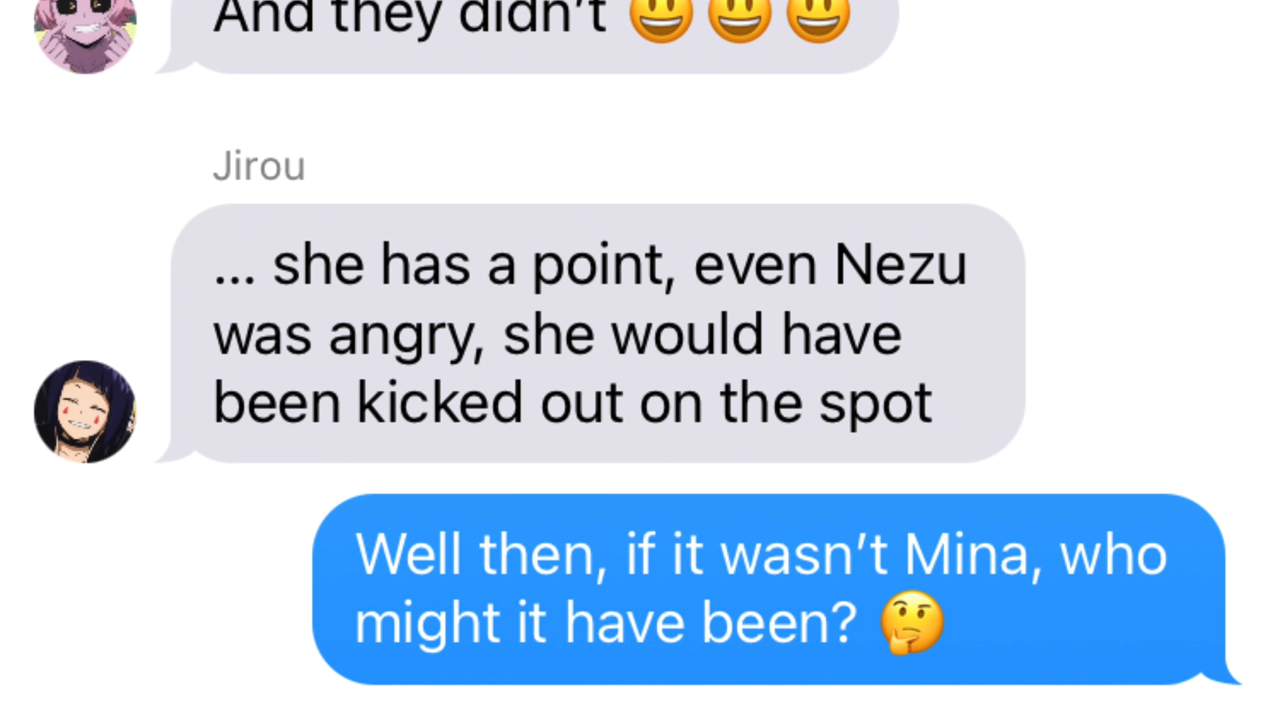 And they didn’t 😃😃😃
Jirou
... she has a point, even Nezu
was angry, she would have
been kicked out on the spot
Well then, if it wasn’t Mina, who
might it have been? 🤔